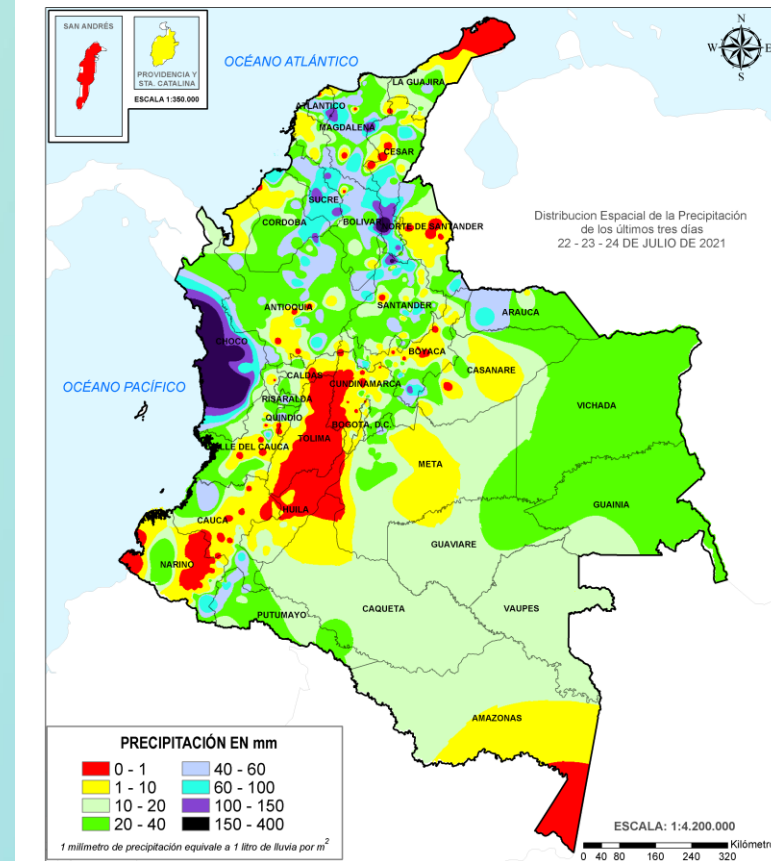 SAN ANDRÉS
PROVIDENCIA Y
STA. CATALINA
ESCALA 1:350.000
OCÉANO ATLÁNTICO
N
W
E
S
LA GUAJIRA
ATLANTICO
MAGDALENA
CESAR
SUCRE
CORDOBA
BOLIVAR
NORTE DE SANTANDER
Distribucion Espacial de la Precipitación
de los últimos tres días
22 - 23 - 24 DE JULIO DE 2021
ANTIOQUIA
SANTANDER
ARAUCA
CHOCO
BOYACA
CASANARE
OCÉANO PACÍFICO
CALDAS
CUNDINAMARCA
RISARALDA
VICHADA
QUINDIO
BOGOTA, D.C.
TOLIMA
VALLE DEL CAUCA
META
GUAINIA
HUILA
CAUCA
GUAVIARE
NARIÑO
CAQUETA
VAUPES
PUTUMAYO
AMAZONAS
PRECIPITACIÓN EN mm
0 - 1
40 - 60
1 - 10
60 - 100
10 - 20
100 - 150
20 - 40
150 - 400
1 milimetro de precipitación equivale a 1 litro de lluvia por m²
ESCALA: 1:4.200.000
Kilómetro
0 40 80 160 240 320